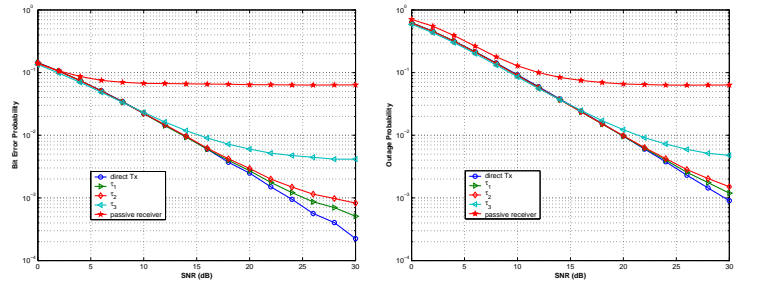 10^0
10^-1
10^-2
10^-3
10^-4
Bit Error Probability
0 5 10 15 20 25 30
SNR (dB)
direct Tx
τ1
τ2
τ3
passive receiver
10^0
10^-1
10^-2
10^-3
10^-4
Outage Probability
0 5 10 15 20 25 30
SNR (dB)
direct Tx
τ1
τ2
τ3
passive receiver